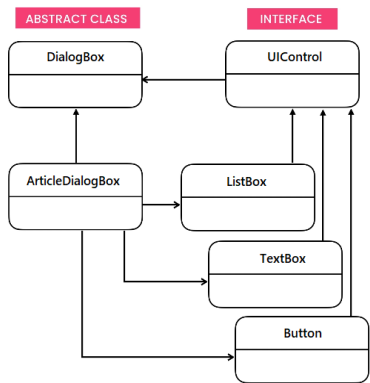 ABSTRACT CLASS
INTERFACE
DialogBox
UIControl
ArticleDialogBox
ListBox
TextBox
Button